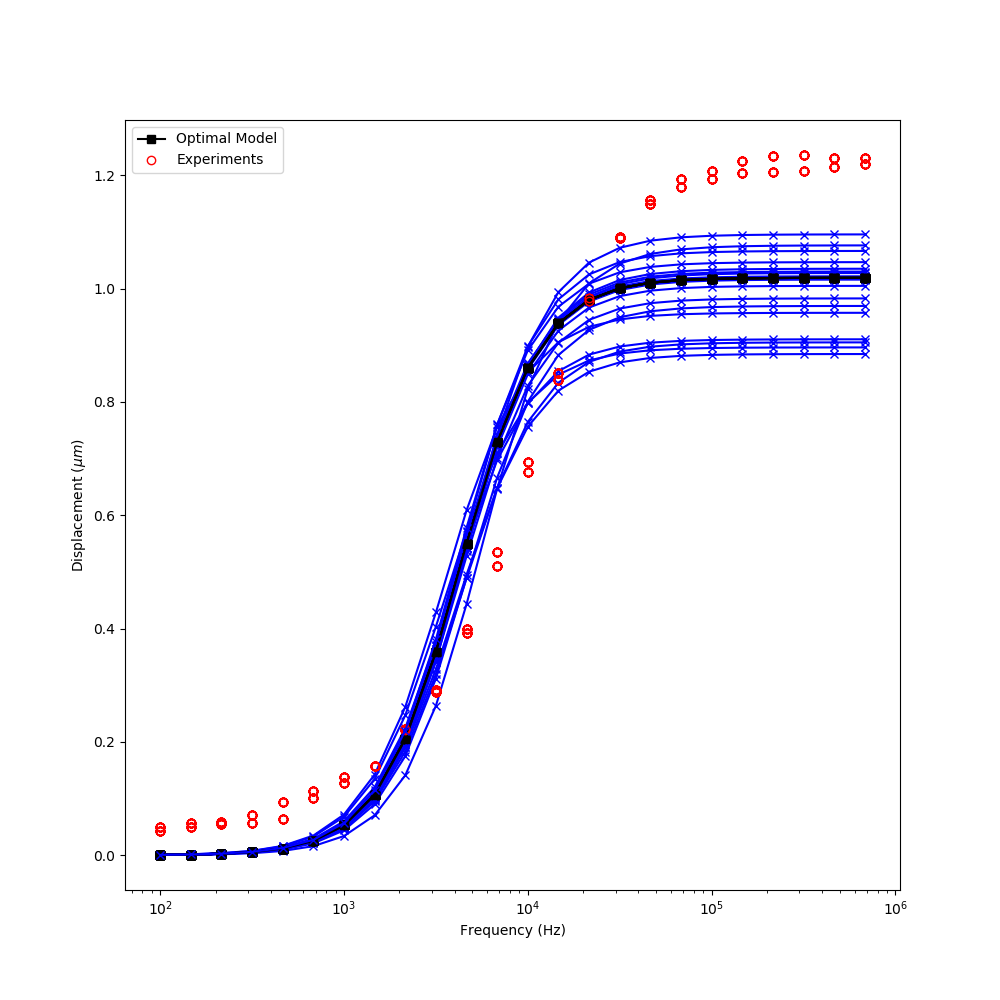 Optimal Model
Experiments
Displacement (μm)
1.2
1.0
0.8
0.6
0.4
0.2
0.0
10² 10³ 10⁴ 10⁵ 10⁶
Frequency (Hz)